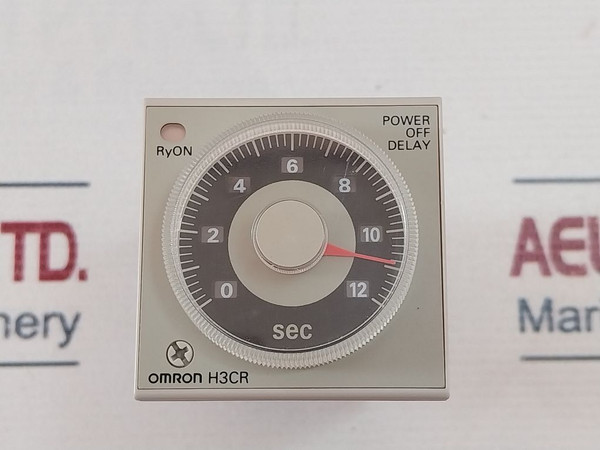 POWER
OFF
DELAY
RyON
6
4 8
2 10
0 12
sec
OMRON H3CR
TD. AEU
nery Mar